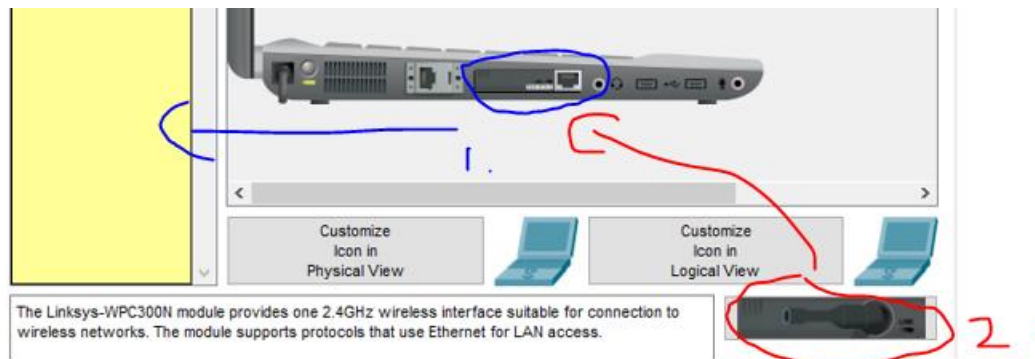 1.
Customize
Icon in
Physical View
Customize
Icon in
Logical View
The Linksys-WPC300N module provides one 2.4GHz wireless interface suitable for connection to
wireless networks. The module supports protocols that use Ethernet for LAN access.
2